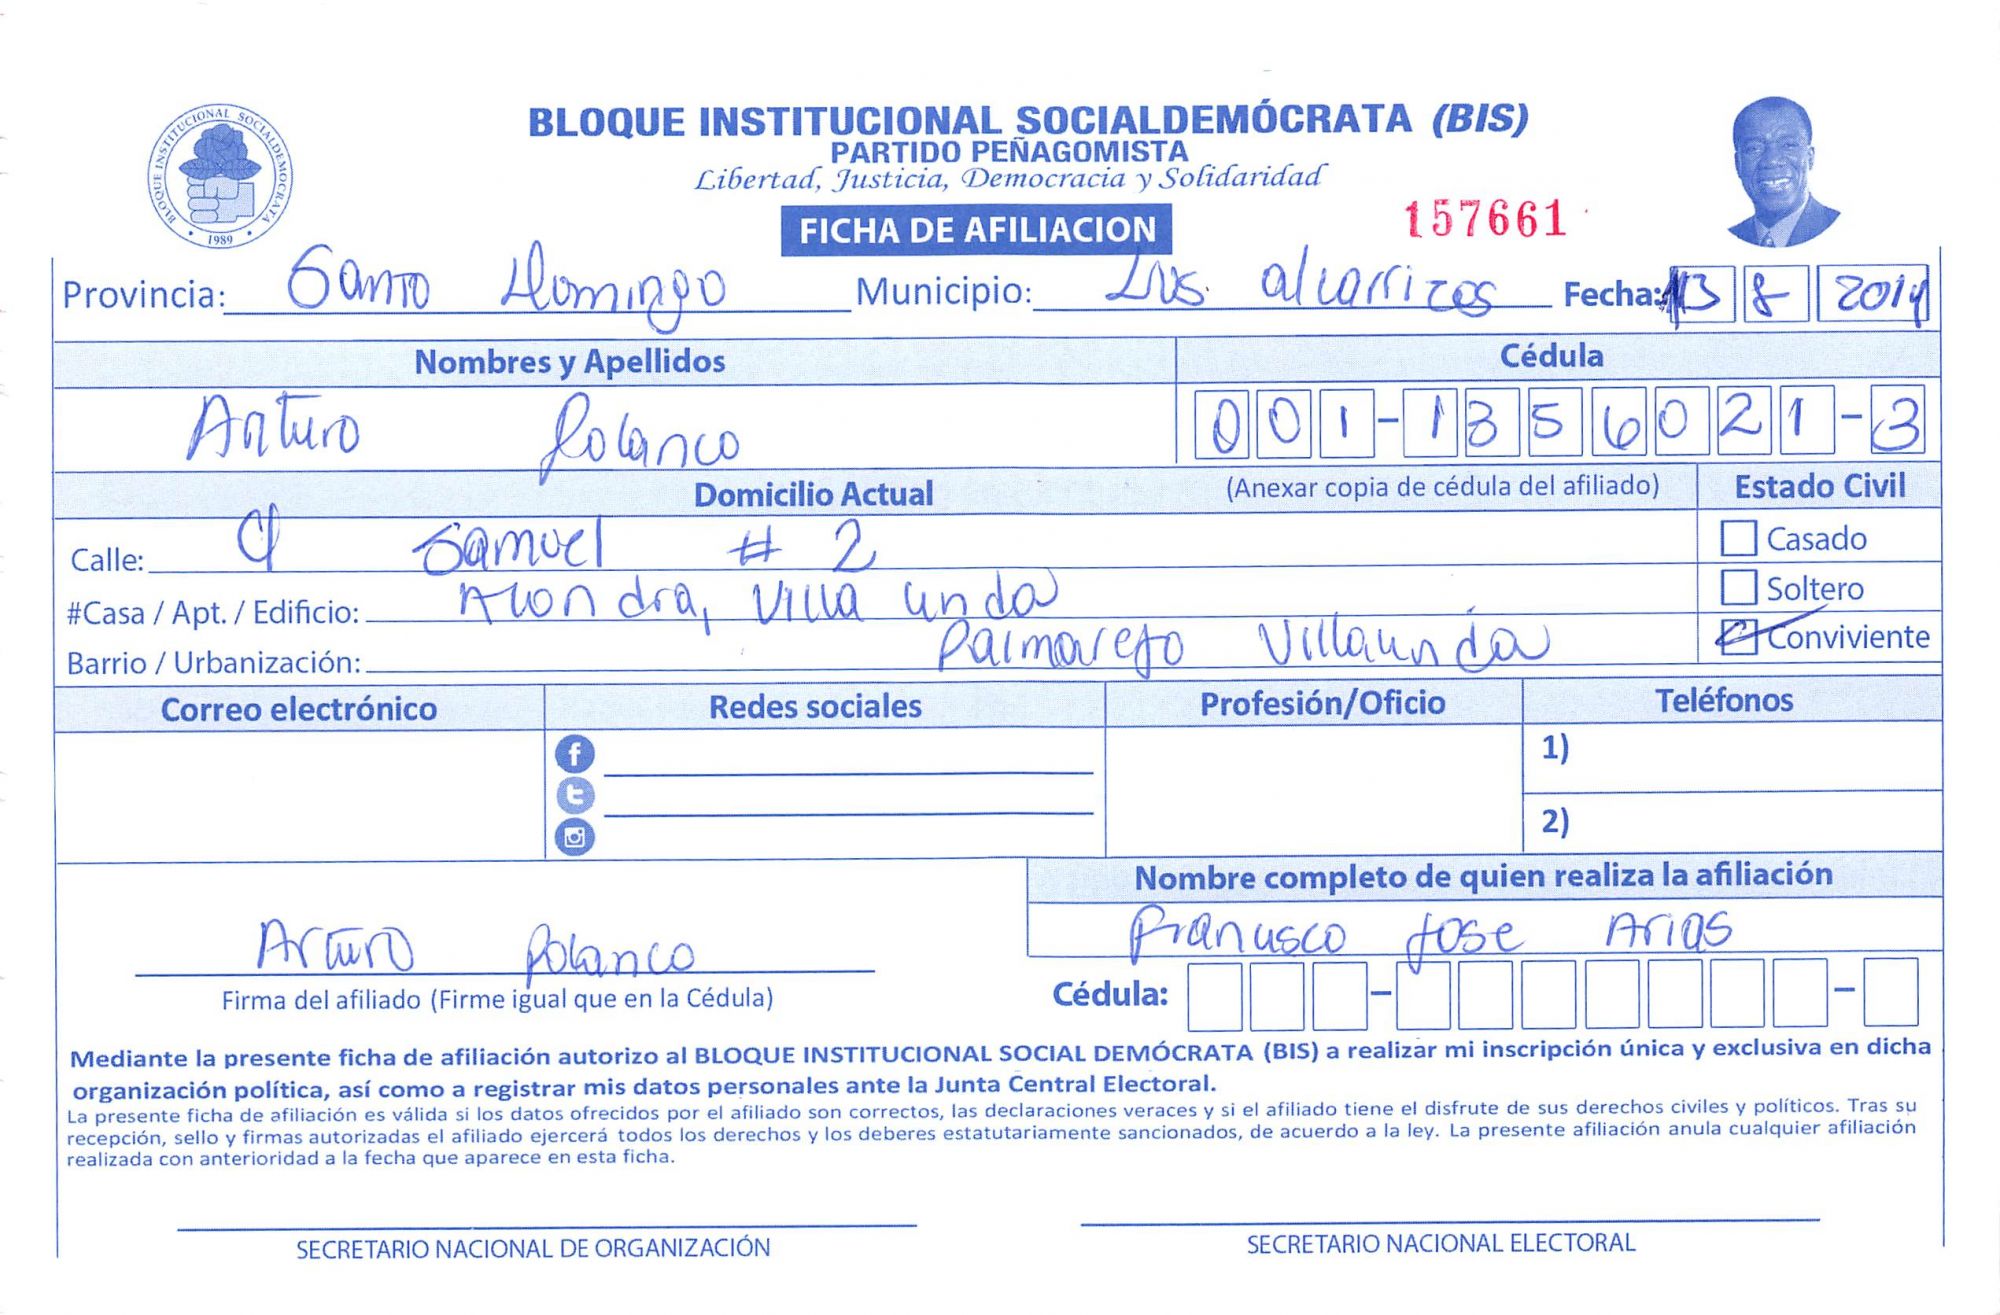 BLOQUE INSTITUCIONAL SOCIALDEMOCRATA
1989
BLOQUE INSTITUCIONAL SOCIALDEMÓCRATA (BIS)
PARTIDO PEÑAGOMISTA
Libertad, Justicia, Democracia y Solidaridad
FICHA DE AFILIACION
157661
Provincia: Santo Domingo Municipio: Los alcarrizos Fecha: 13 8 2019
Nombres y Apellidos Cédula
Arturo Polanco 001-1356021-3
Domicilio Actual (Anexar copia de cédula del afiliado) Estado Civil
Calle: C/ Samuel # 2 Casado
#Casa / Apt. / Edificio: Alondra, Villa Linda Soltero
Barrio / Urbanización: Palmarejo Villa Linda Conviviente
Correo electrónico Redes sociales Profesión/Oficio Teléfonos
1)
2)
Nombre completo de quien realiza la afiliación
Francisco Jose Arias
Arturo Polanco
Firma del afiliado (Firme igual que en la Cédula) Cédula: - -
Mediante la presente ficha de afiliación autorizo al BLOQUE INSTITUCIONAL SOCIAL DEMÓCRATA (BIS) a realizar mi inscripción única y exclusiva en dicha
organización política, así como a registrar mis datos personales ante la Junta Central Electoral.
La presente ficha de afiliación es válida si los datos ofrecidos por el afiliado son correctos, las declaraciones veraces y si el afiliado tiene el disfrute de sus derechos civiles y políticos. Tras su
recepción, sello y firmas autorizadas el afiliado ejercerá todos los derechos y los deberes estatutariamente sancionados, de acuerdo a la ley. La presente afiliación anula cualquier afiliación
realizada con anterioridad a la fecha que aparece en esta ficha.
SECRETARIO NACIONAL DE ORGANIZACIÓN SECRETARIO NACIONAL ELECTORAL